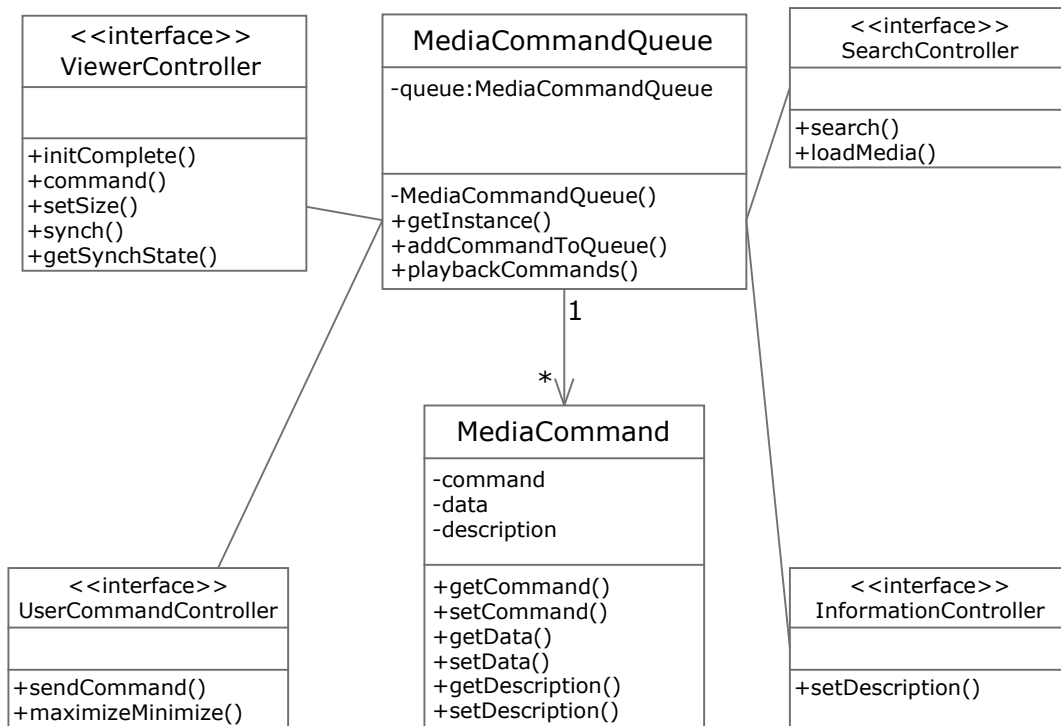 <<interface>>
ViewerController
+initComplete()
+command()
+setSize()
+synch()
+getSynchState()
MediaCommandQueue
-queue:MediaCommandQueue
-MediaCommandQueue()
+getInstance()
+addCommandToQueue()
+playbackCommands()
<<interface>>
SearchController
+search()
+loadMedia()
1
*
MediaCommand
-command
-data
-description
+getCommand()
+setCommand()
+getData()
+setData()
+getDescription()
+setDescription()
<<interface>>
UserCommandController
+sendCommand()
+maximizeMinimize()
<<interface>>
InformationController
+setDescription()